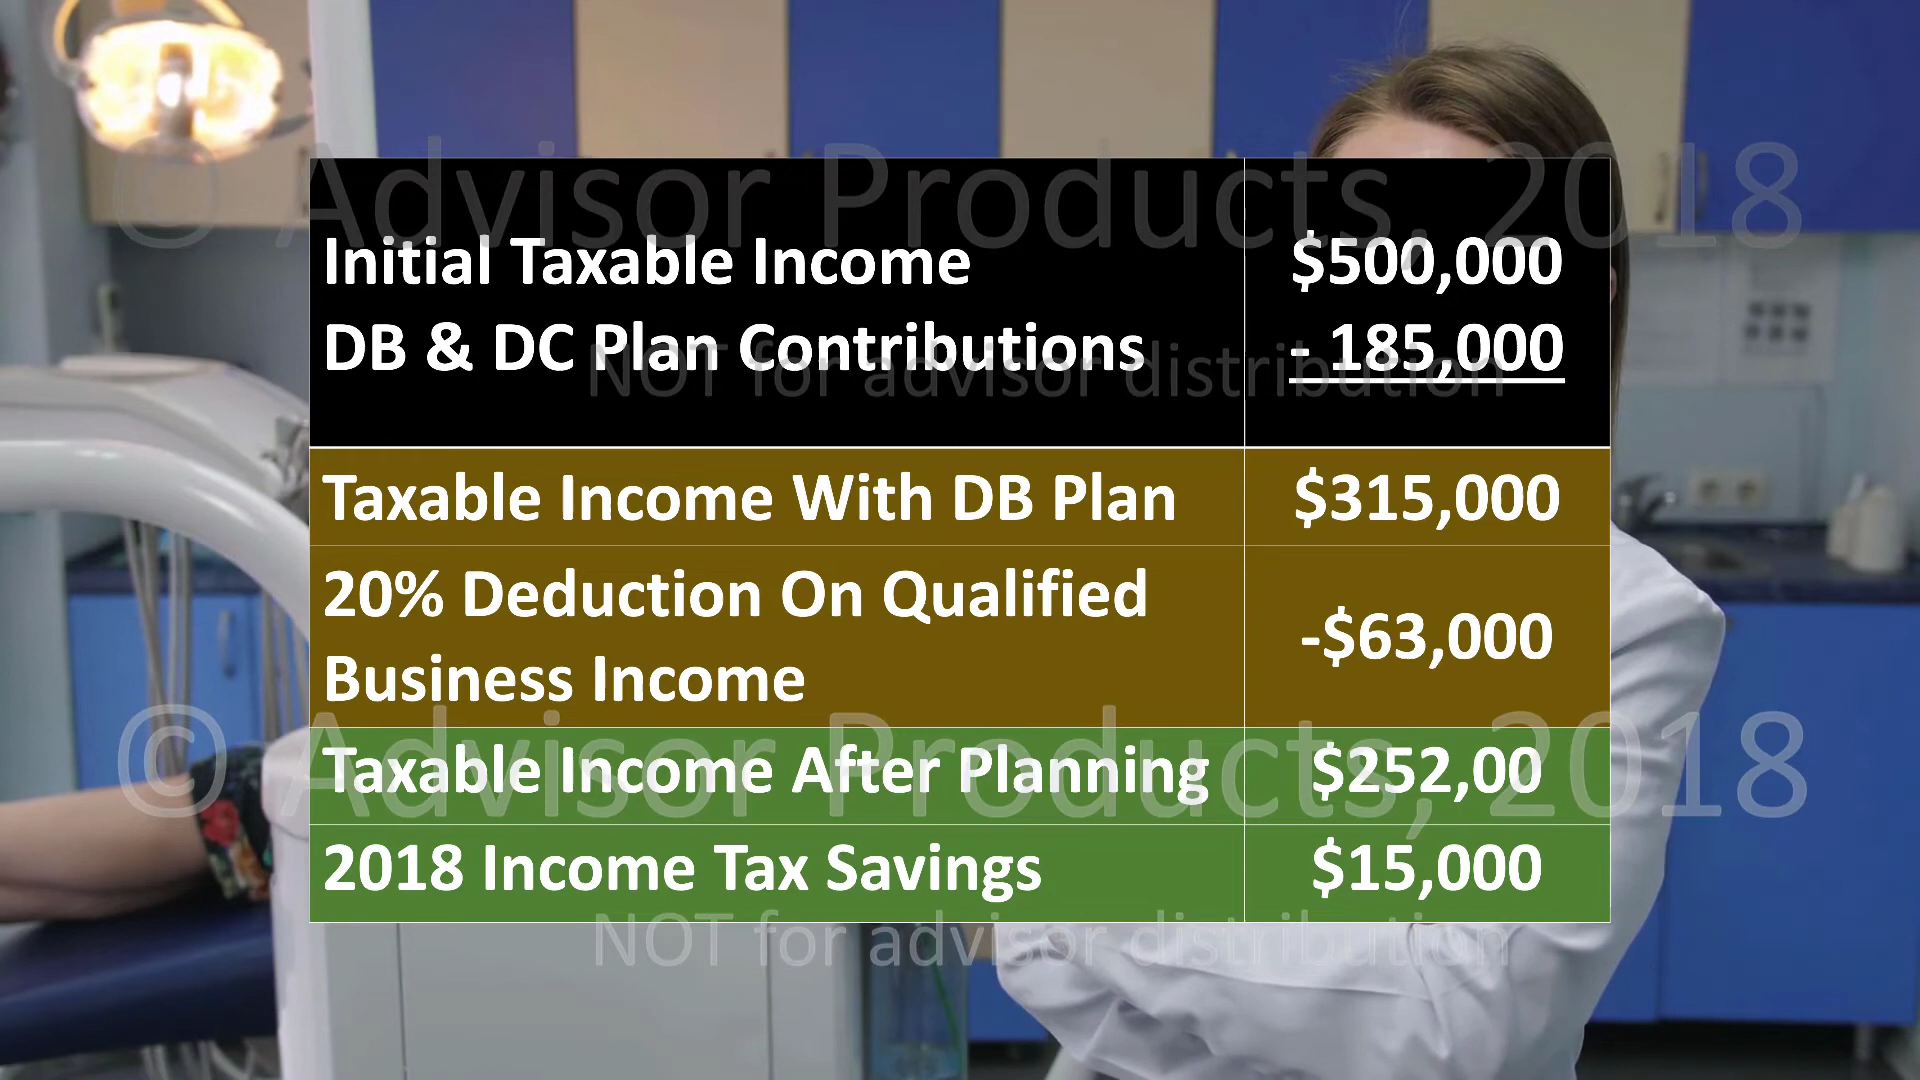 © Advisor Products, 2018
Initial Taxable Income $500,000
DB & DC Plan Contributions - 185,000
NOT for advisor distribution
Taxable Income With DB Plan $315,000
20% Deduction On Qualified
Business Income -$63,000
© Advisor Products, 2018
Taxable Income After Planning $252,00
2018 Income Tax Savings $15,000
NOT for advisor distribution